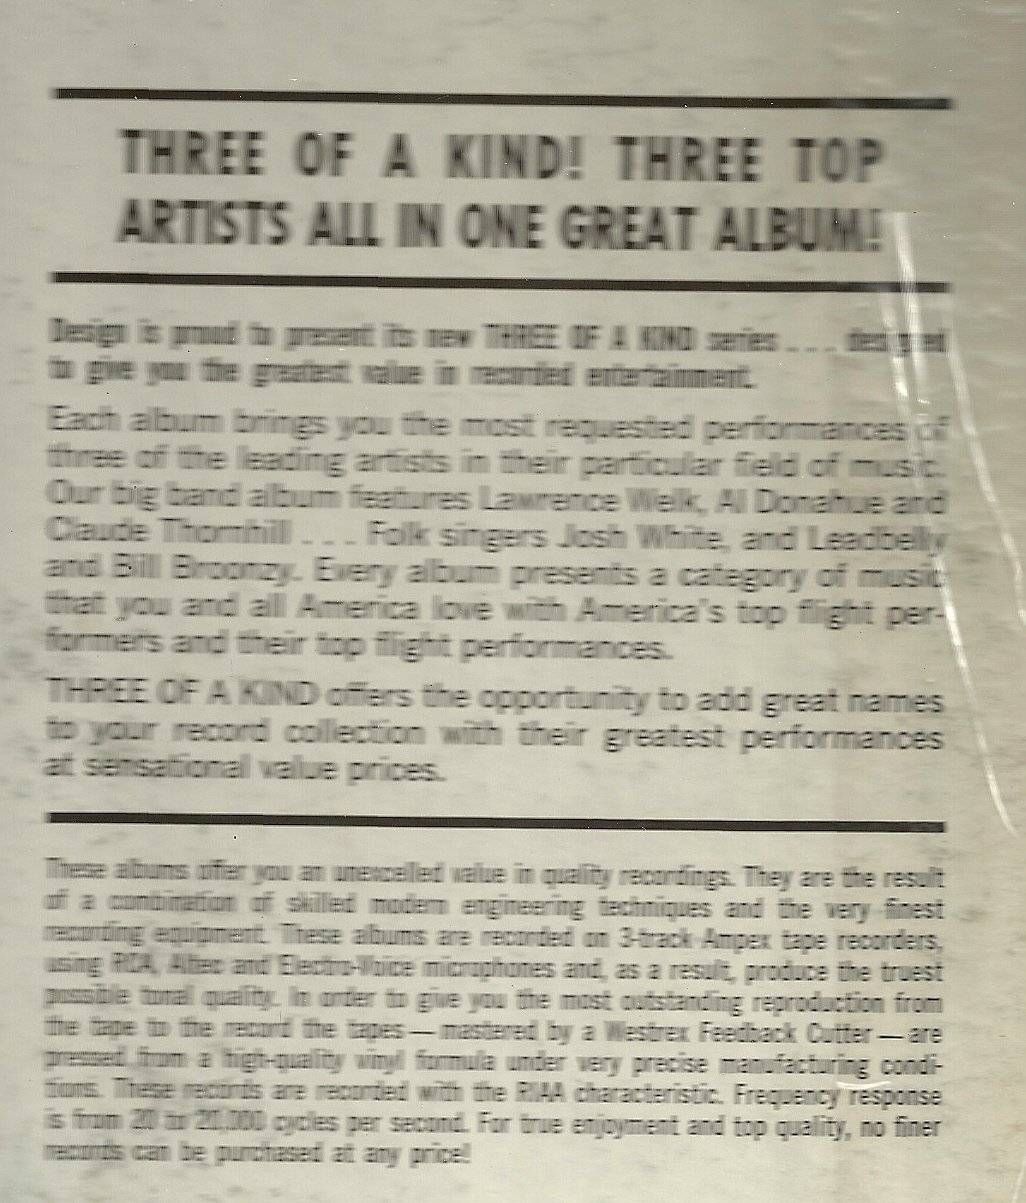 THREE OF A KIND! THREE TOP
ARTISTS ALL IN ONE GREAT ALBUM!
Design is proud to present its new THREE OF A KIND series . . . designed
to give you the greatest value in recorded entertainment.
Each album brings you the most requested performances of
three of the leading artists in their particular field of music.
Our big band album features Lawrence Welk, Al Donahue and
Claude Thornhill . . . Folk singers Josh White, and Leadbelly
and Bill Broonzy. Every album presents a category of music
that you and all America love with America's top flight per-
formers and their top flight performances.
THREE OF A KIND offers the opportunity to add great names
to your record collection with their greatest performances
at sensational value prices.
These albums offer you an unexcelled value in quality recordings. They are the result
of a combination of skilled modern engineering techniques and the very finest
recording equipment. These albums are recorded on 3-track Ampex tape recorders,
using RCA, Altec and Electro-Voice microphones and, as a result, produce the truest
possible tonal quality. In order to give you the most outstanding reproduction from
the tape to the record the tapes — mastered by a Westrex Feedback Cutter — are
pressed from a high-quality vinyl formula under very precise manufacturing condi-
tions. These records are recorded with the RIAA characteristic. Frequency response
is from 20 to 20,000 cycles per second. For true enjoyment and top quality, no finer
records can be purchased at any price!